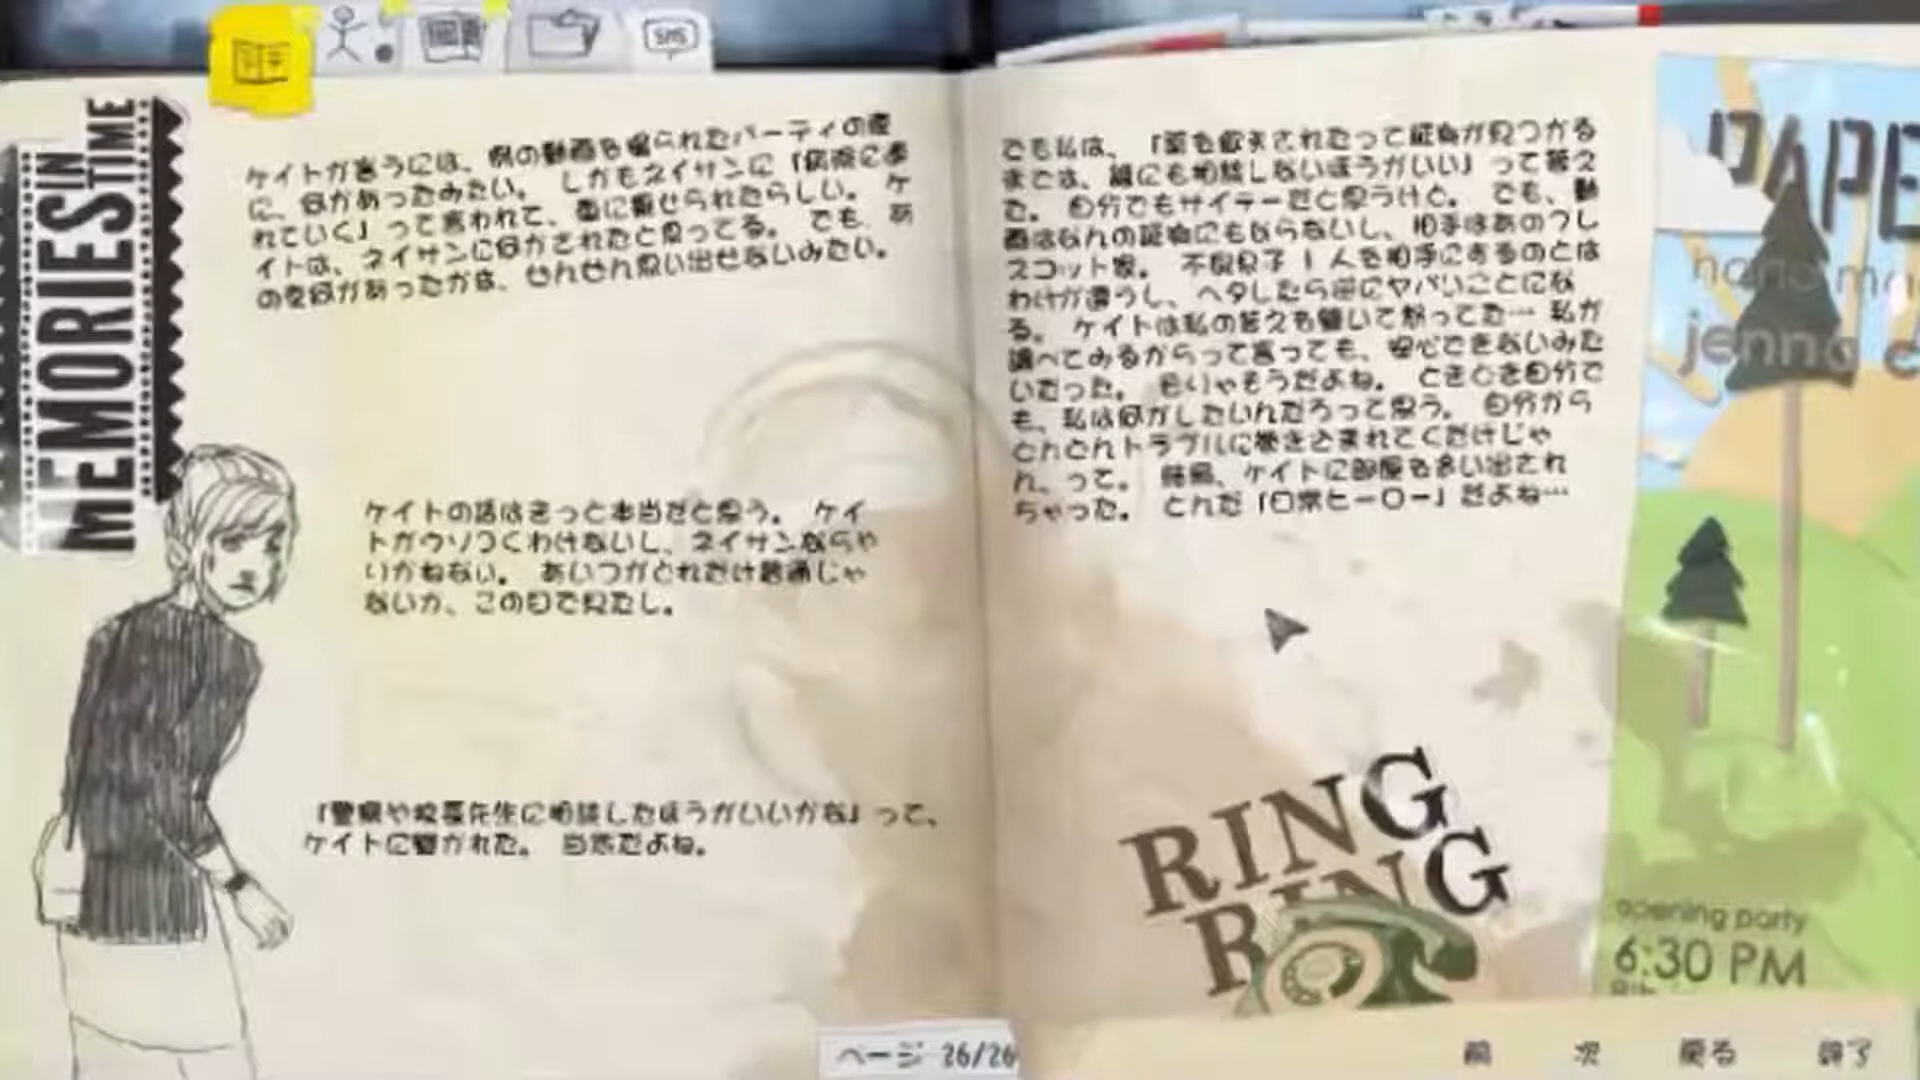 SMS
MEMORIES
IN
TIME
ケイトが言うには、例の動画を撮られたパーティの夜
に、何かあったみたい。 しかもネイサンに「病院に連
れていく」って言われて、車に乗せられたらしい。 ケ
イトは、ネイサンに何かされたと思ってる。 でも、あ
の夜何があったかは、ぜんぜん思い出せないみたい。
ケイトの話はきっと本当だと思う。 ケイ
トがウソつくわけないし、ネイサンならや
りかねない。 あいつがどれだけ普通じゃ
ないか、この目で見たし。
「警察や校長先生に相談したほうがいいかな」って、
ケイトに聞かれた。 当然だよね。
でも私は、「薬を飲まされたって証拠が見つかる
までは、誰にも相談しないほうがいい」って答え
た。 自分でもサイテーだと思うけど。 でも、動
画はなんの証拠にもならないし、相手はあのプレ
スコット家。 不良息子1人を相手にするのとは
わけが違うし、ヘタしたら逆にヤバいことにな
る。 ケイトは私の答えを聞いて怒ってた… 私が
調べてみるからって言っても、安心できないみた
いだった。 そりゃそうだよね。 ときどき自分で
も、私は何がしたいんだろって思う。 自分から
どんどんトラブルに巻き込まれてくだけじゃ
ん、って。 結局、ケイトに部屋を追い出され
ちゃった。 とんだ「日常ヒーロー」だよね…
RING
RING
PAPE
jenna c
opening party
6:30 PM
ページ 26/26
前 次 戻る 終了